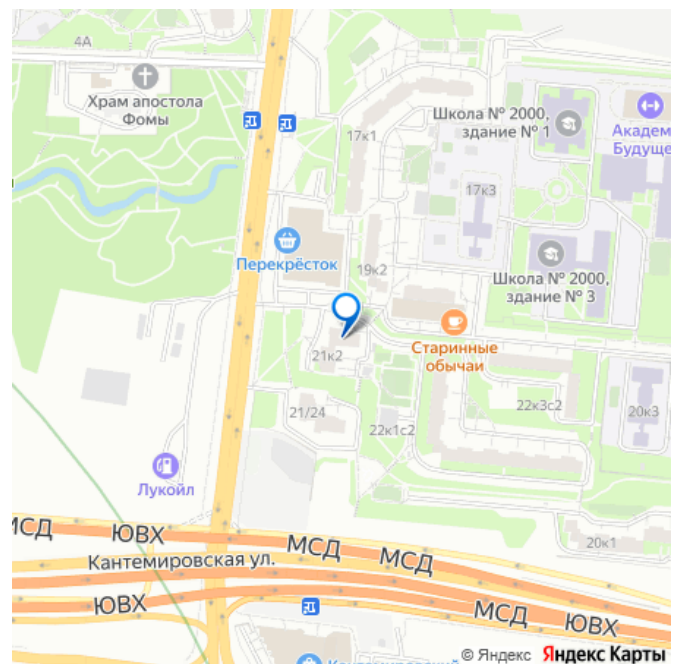 4А
Храм апостола
Фомы
17к1
Школа № 2000,
здание № 1
Академ
Будуще
17к3
Перекрёсток
19к2
Школа № 2000,
здание № 3
21к2
Старинные
обычаи
21/24
22к1с2
22к3с2
20к3
Лукойл
МСД
ЮВХ
МСД
МСД
20к1
Кантемировская ул.
ЮВХ
МСД
ЮВХ
© Яндекс Яндекс Карты